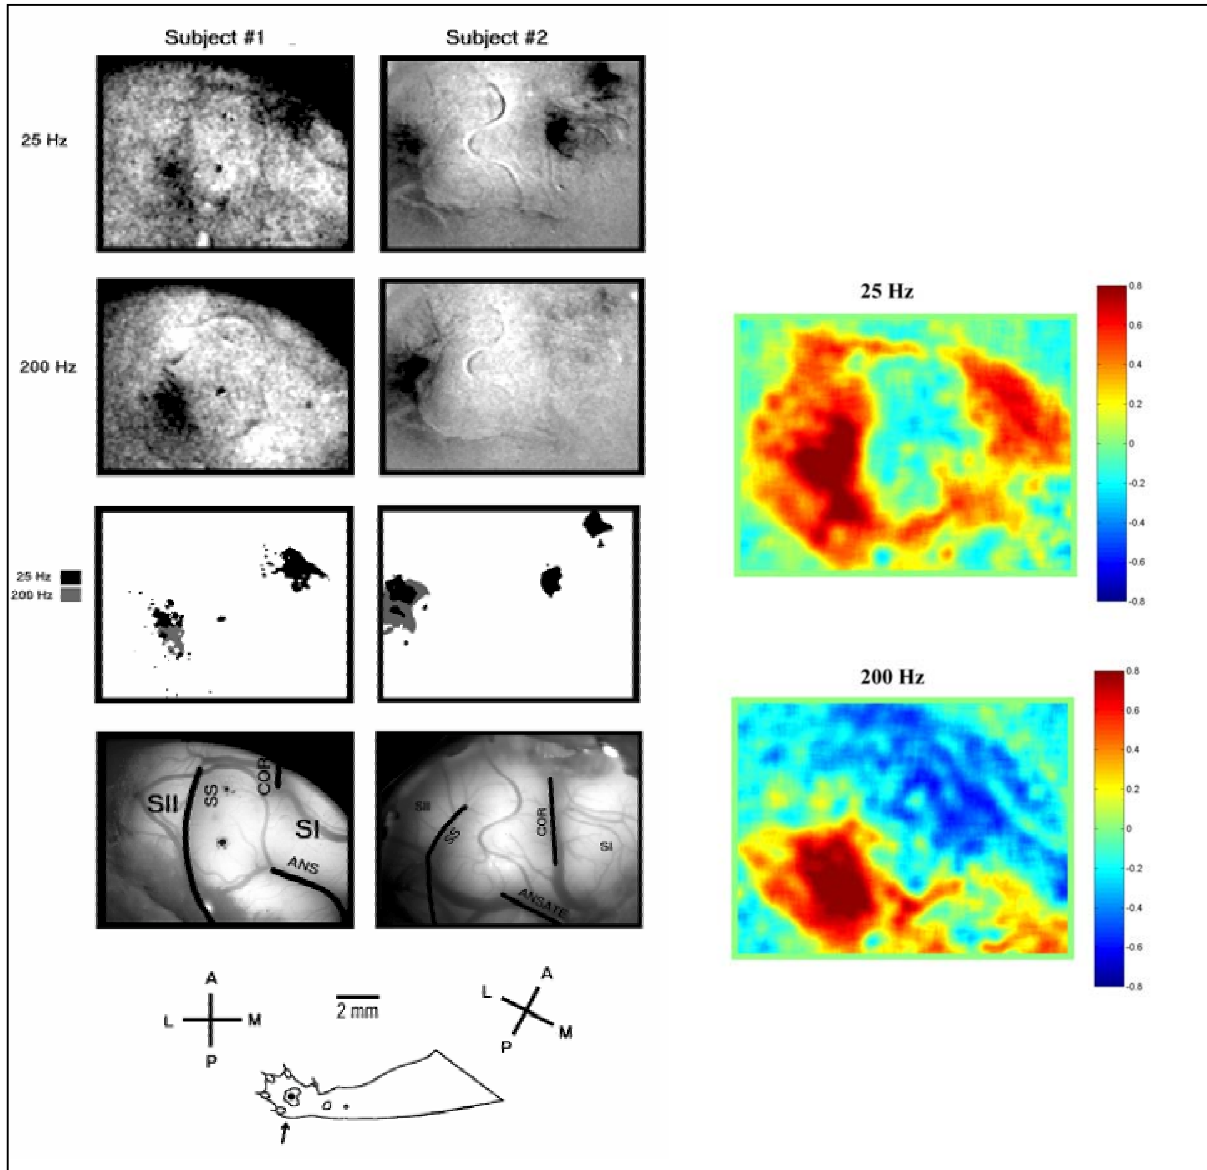 Subject #1
Subject #2
25 Hz
200 Hz
25 Hz
200 Hz
SII
SS
COR
SI
ANS
SII
SS
COR
SI
ANSATE
A
L M
P
2 mm
A
L
M
P
25 Hz
0.8
0.6
0.4
0.2
0
-0.2
-0.4
-0.6
-0.8
200 Hz
0.8
0.6
0.4
0.2
0
-0.2
-0.4
-0.6
-0.8